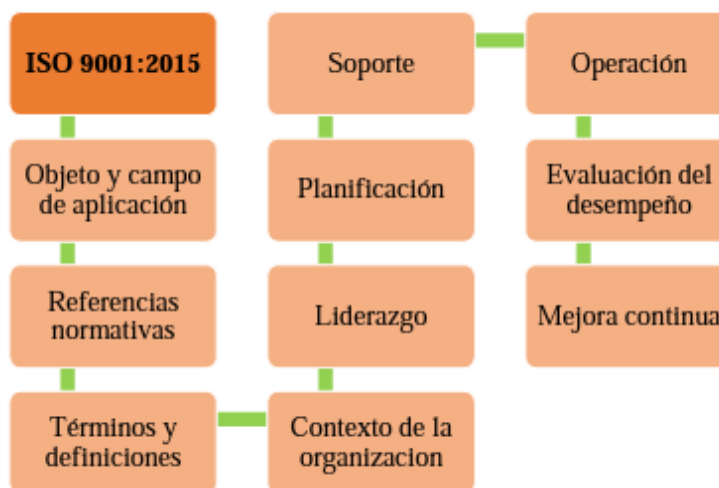 ISO 9001:2015
Objeto y campo
de aplicación
Referencias
normativas
Términos y
definiciones
Contexto de la
organizacion
Liderazgo
Planificación
Soporte
Operación
Evaluación del
desempeño
Mejora continua